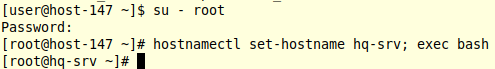 [user@host-147 ~]$ su - root
Password:
[root@host-147 ~]# hostnamectl set-hostname hq-srv; exec bash
[root@hq-srv ~]#